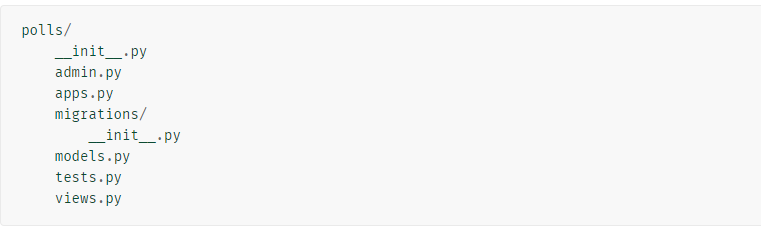 polls/
    __init__.py
    admin.py
    apps.py
    migrations/
        __init__.py
    models.py
    tests.py
    views.py